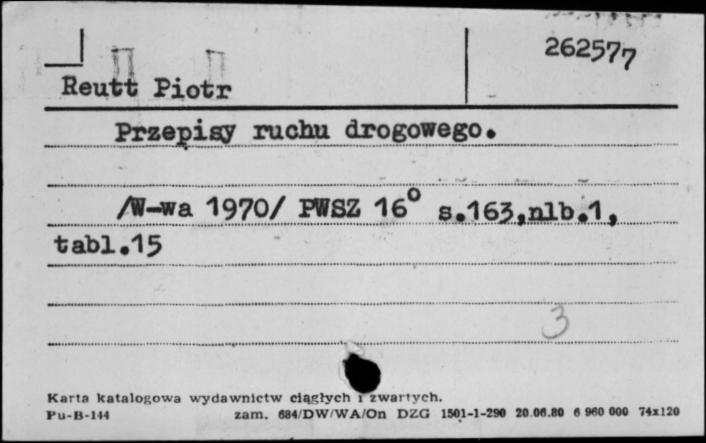 262577
Reutt Piotr
Przepisy ruchu drogowego.
/W-wa 1970/ PWSZ 16° s.163,nlb.1,
tabl.15
3
Karta katalogowa wydawnictw ciągłych i zwartych.
Pu-B-144 zam. 684/DW/WA/On DZG 1501-1-290 20.06.80 6 960 000 74x120